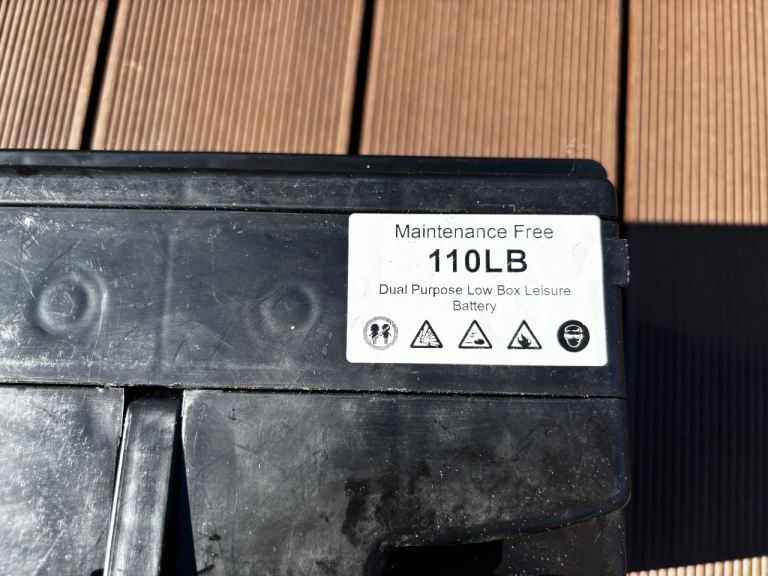 Maintenance Free
110LB
Dual Purpose Low Box Leisure
Battery